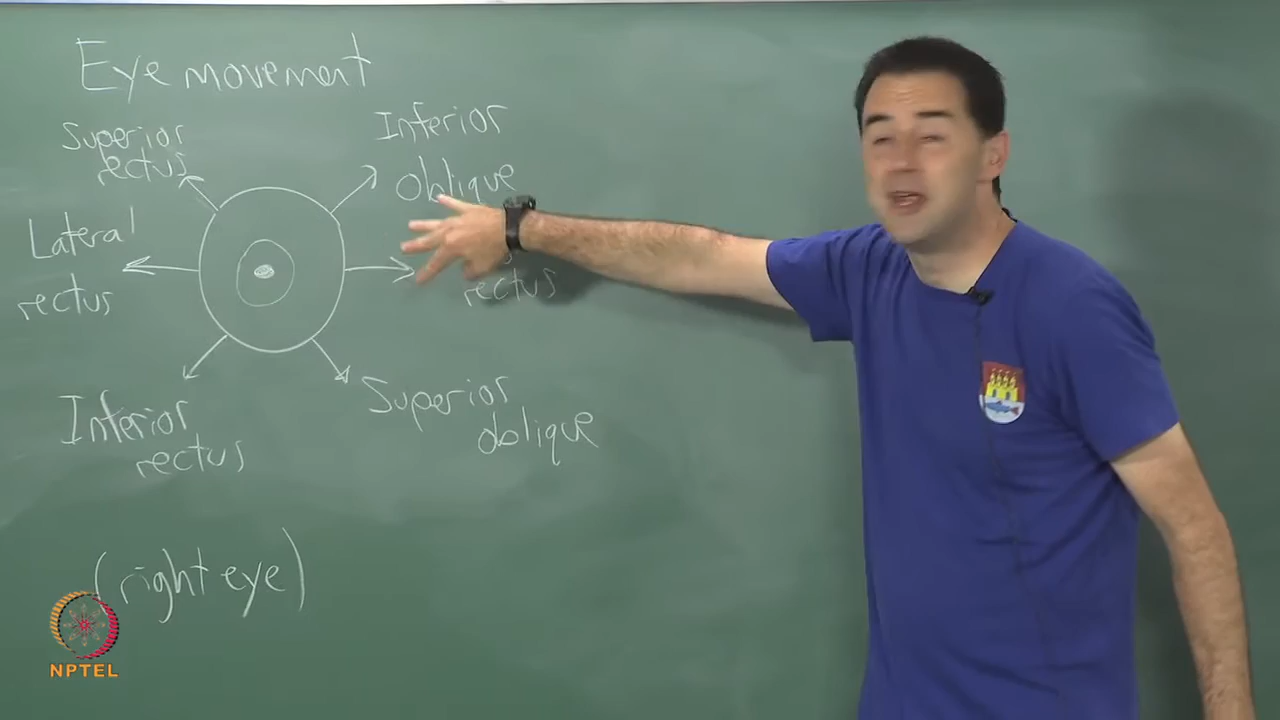 Eye movement
Superior
rectus
Inferior
Oblique
Lateral
rectus
rectus
Superior
oblique
Inferior
rectus
(right eye)
NPTEL